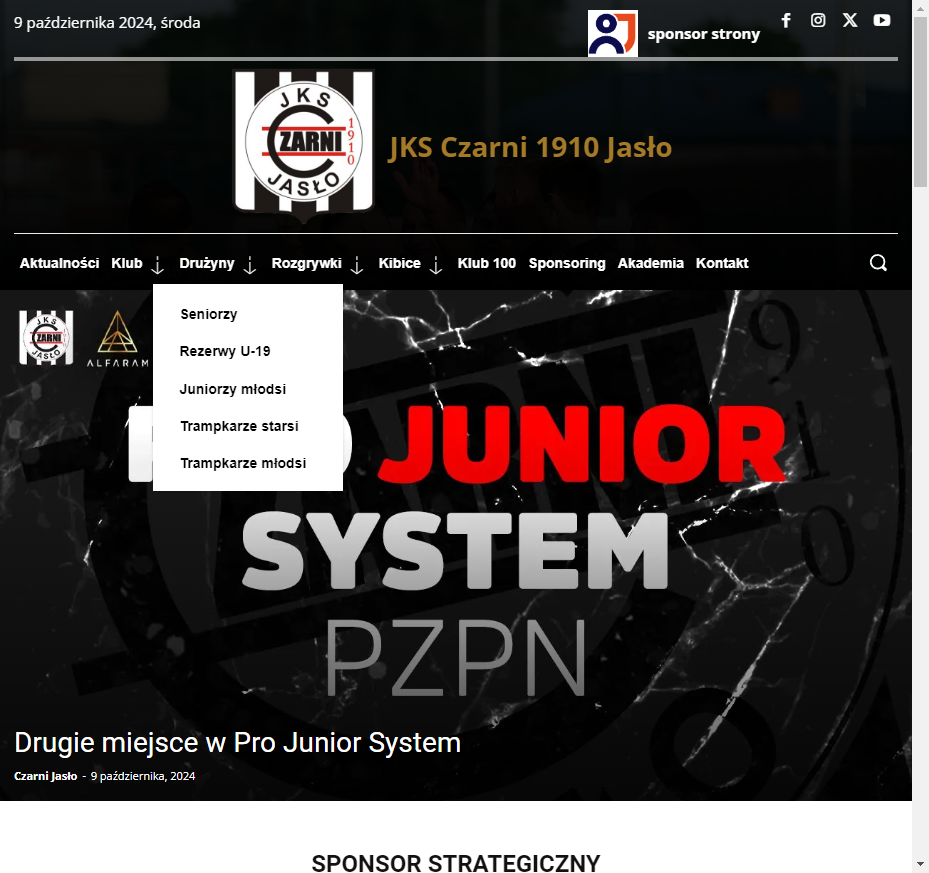 9 października 2024, środa
sponsor strony
JKS
CZARNI
1910
JASŁO
JKS Czarni 1910 Jasło
Aktualności Klub Drużyny Rozgrywki Kibice Klub 100 Sponsoring Akademia Kontakt
Seniorzy
Rezerwy U-19
Juniorzy młodsi
Trampkarze starsi
Trampkarze młodsi
JKS
CZARNI
JASŁO
ALFARAM
JUNIOR
SYSTEM
PZPN
Drugie miejsce w Pro Junior System
Czarni Jasło - 9 października, 2024
SPONSOR STRATEGICZNY